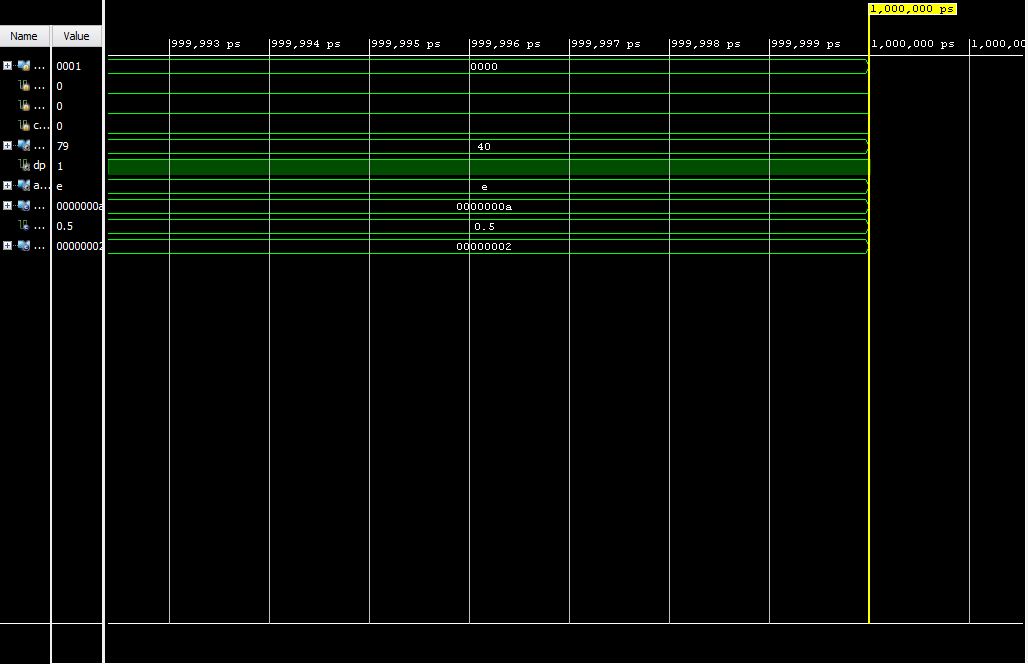 1,000,000 ps
Name Value
999,993 ps 999,994 ps 999,995 ps 999,996 ps 999,997 ps 999,998 ps 999,999 ps 1,000,000 ps 1,000,00
... 0001 0000
... 0
... 0
c... 0
... 79 40
dp 1
a... e e
... 0000000a 0000000a
... 0.5 0.5
... 00000002 00000002